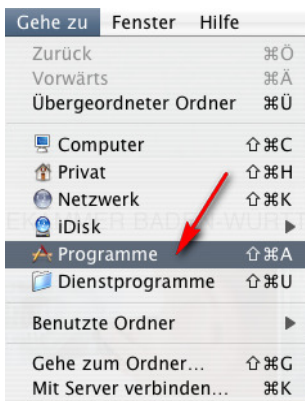 Gehe zu Fenster Hilfe
Zurück ⌘Ö
Vorwärts ⌘Ä
Übergeordneter Ordner ⌘Ü
Computer ⇧⌘C
Privat ⇧⌘H
Netzwerk ⇧⌘K
iDisk ▶
Programme ⇧⌘A
Dienstprogramme ⇧⌘U
Benutzte Ordner ▶
Gehe zum Ordner... ⇧⌘G
Mit Server verbinden... ⌘K